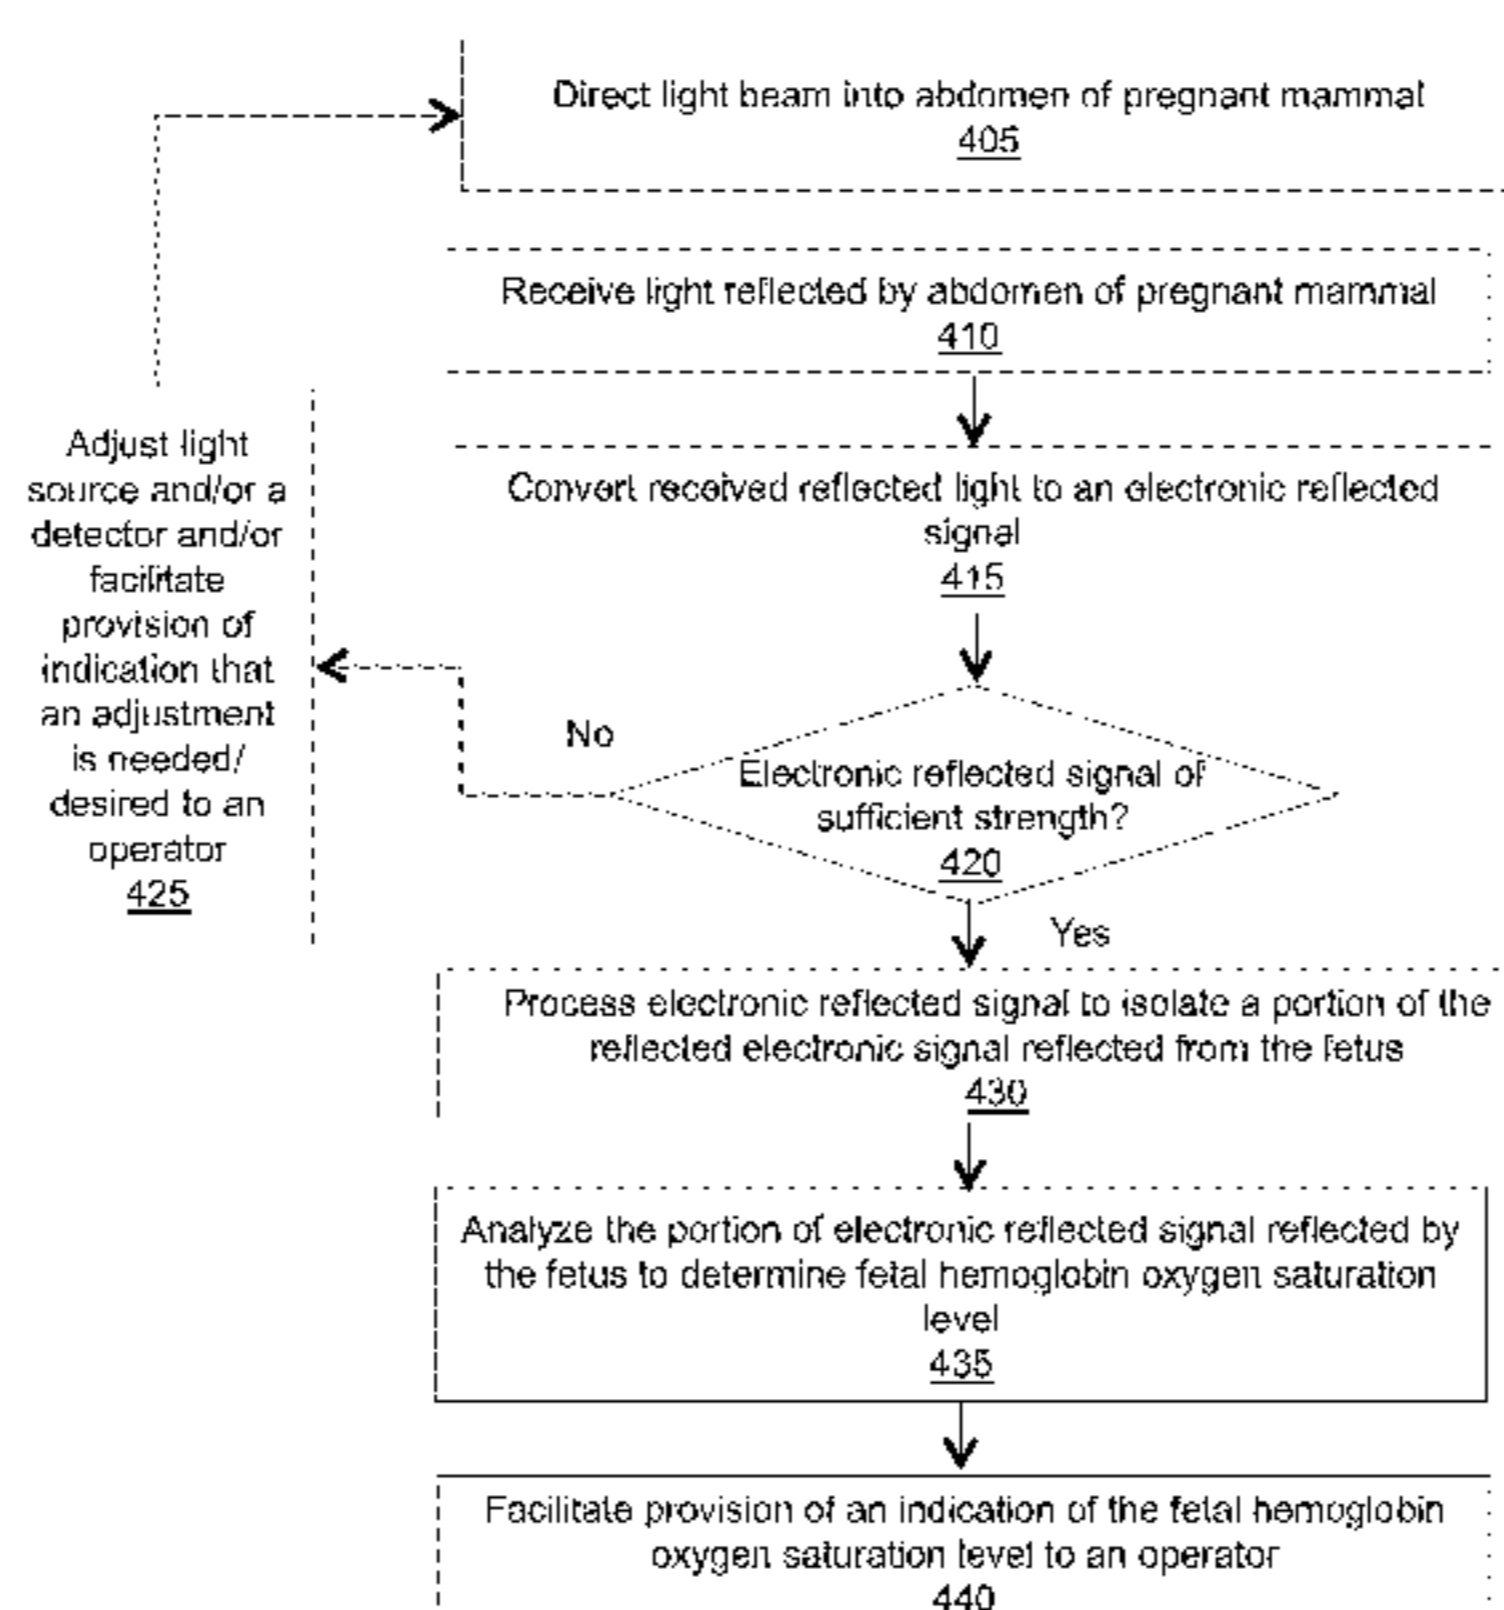 Direct light beam into abdomen of pregnant mammal
405
Receive light reflected by abdomen of pregnant mammal
410
Convert received reflected light to an electronic reflected
signal
415
Electronic reflected signal of
sufficient strength?
420
No
Adjust light
source and/or a
detector and/or
facilitate
provision of
indication that
an adjustment
is needed/
desired to an
operator
425
Yes
Process electronic reflected signal to isolate a portion of the
reflected electronic signal reflected from the fetus
430
Analyze the portion of electronic reflected signal reflected by
the fetus to determine fetal hemoglobin oxygen saturation
level
435
Facilitate provision of an indication of the fetal hemoglobin
oxygen saturation level to an operator
440